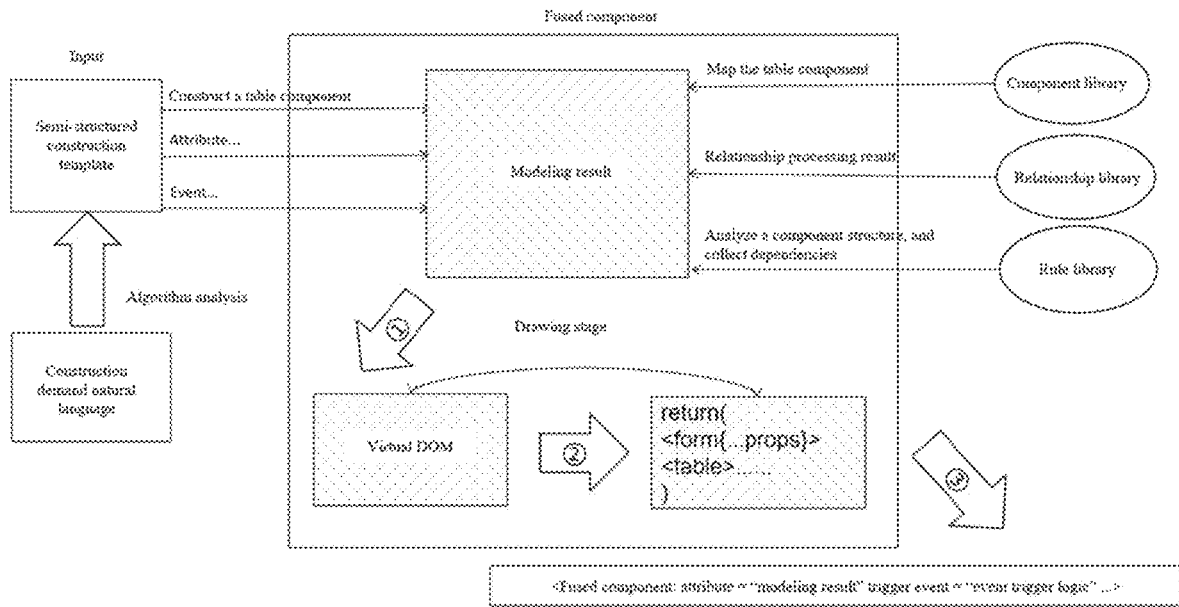 Fused component
Input
Semi-structured
construction
template
Construct a table component
Attribute...
Event...
Modeling result
Map the table component
Relationship processing result
Analyze a component structure, and
collect dependencies
Component library
Relationship library
Rule library
Algorithm analysis
Construction
demand natural
language
①
Drawing stage
Virtual DOM
②
return(
<form{...props}>
<table>......
)
③
<Fused component: attribute = "modeling result" trigger event = "event trigger logic" ...>